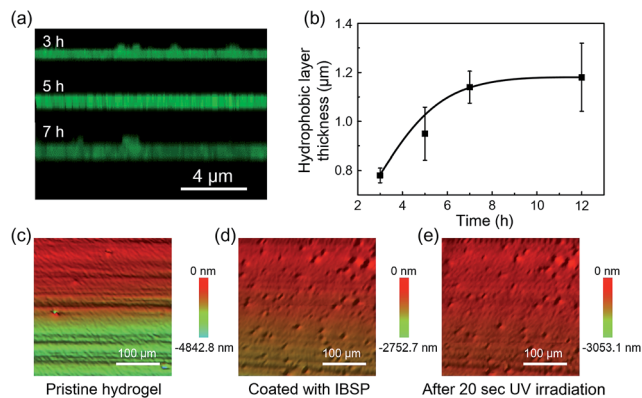 (a)
3 h
5 h
7 h
4 μm
(b)
Hydrophobic layer
thickness (μm)
1.4
1.2
1.0
0.8
2 4 6 8 10 12 14
Time (h)
(c)
0 nm
-4842.8 nm
100 μm
Pristine hydrogel
(d)
0 nm
-2752.7 nm
100 μm
Coated with IBSP
(e)
0 nm
-3053.1 nm
100 μm
After 20 sec UV irradiation